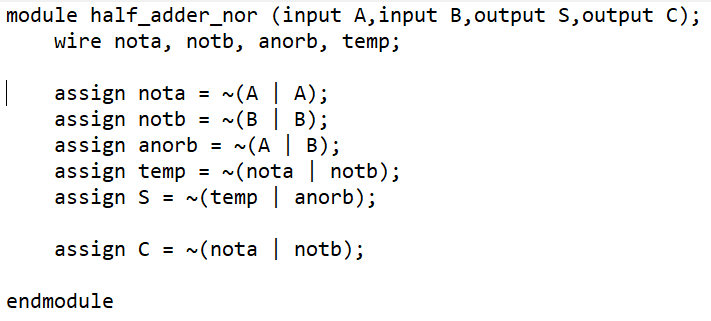 module half_adder_nor (input A,input B,output S,output C);
    wire nota, notb, anorb, temp;

    assign nota = ~(A | A);
    assign notb = ~(B | B);
    assign anorb = ~(A | B);
    assign temp = ~(nota | notb);
    assign S = ~(temp | anorb);

    assign C = ~(nota | notb);

endmodule